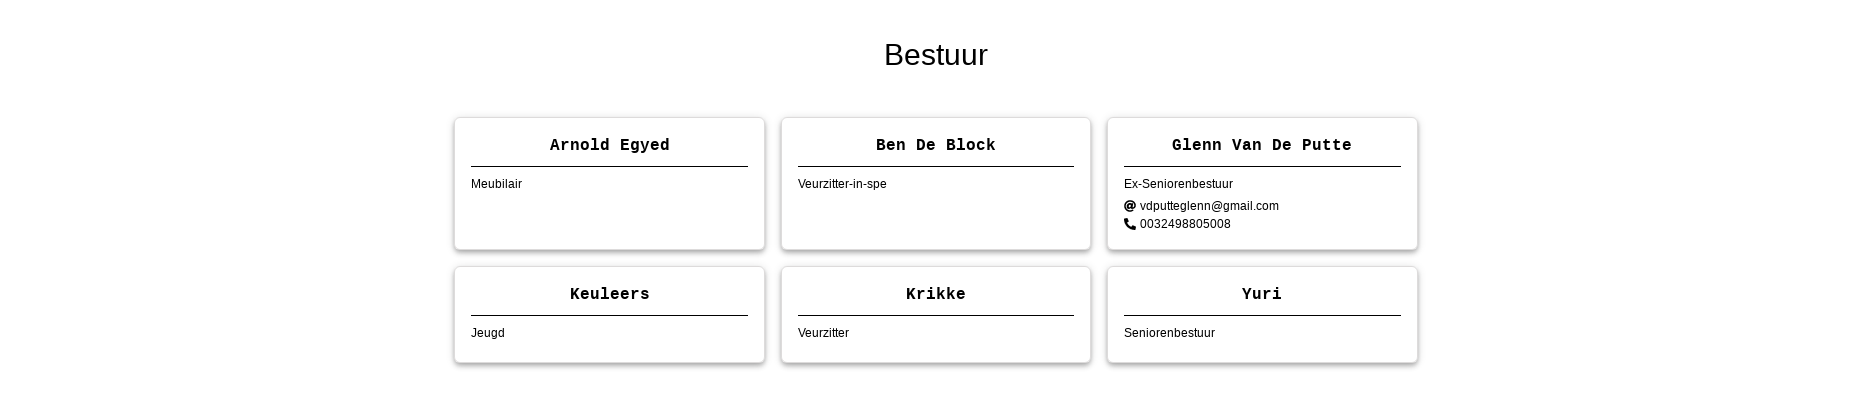 Bestuur
Arnold Egyed
Meubilair
Ben De Block
Veurzitter-in-spe
Glenn Van De Putte
Ex-Seniorenbestuur
vdputteglenn@gmail.com
0032498805008
Keuleers
Jeugd
Krikke
Veurzitter
Yuri
Seniorenbestuur